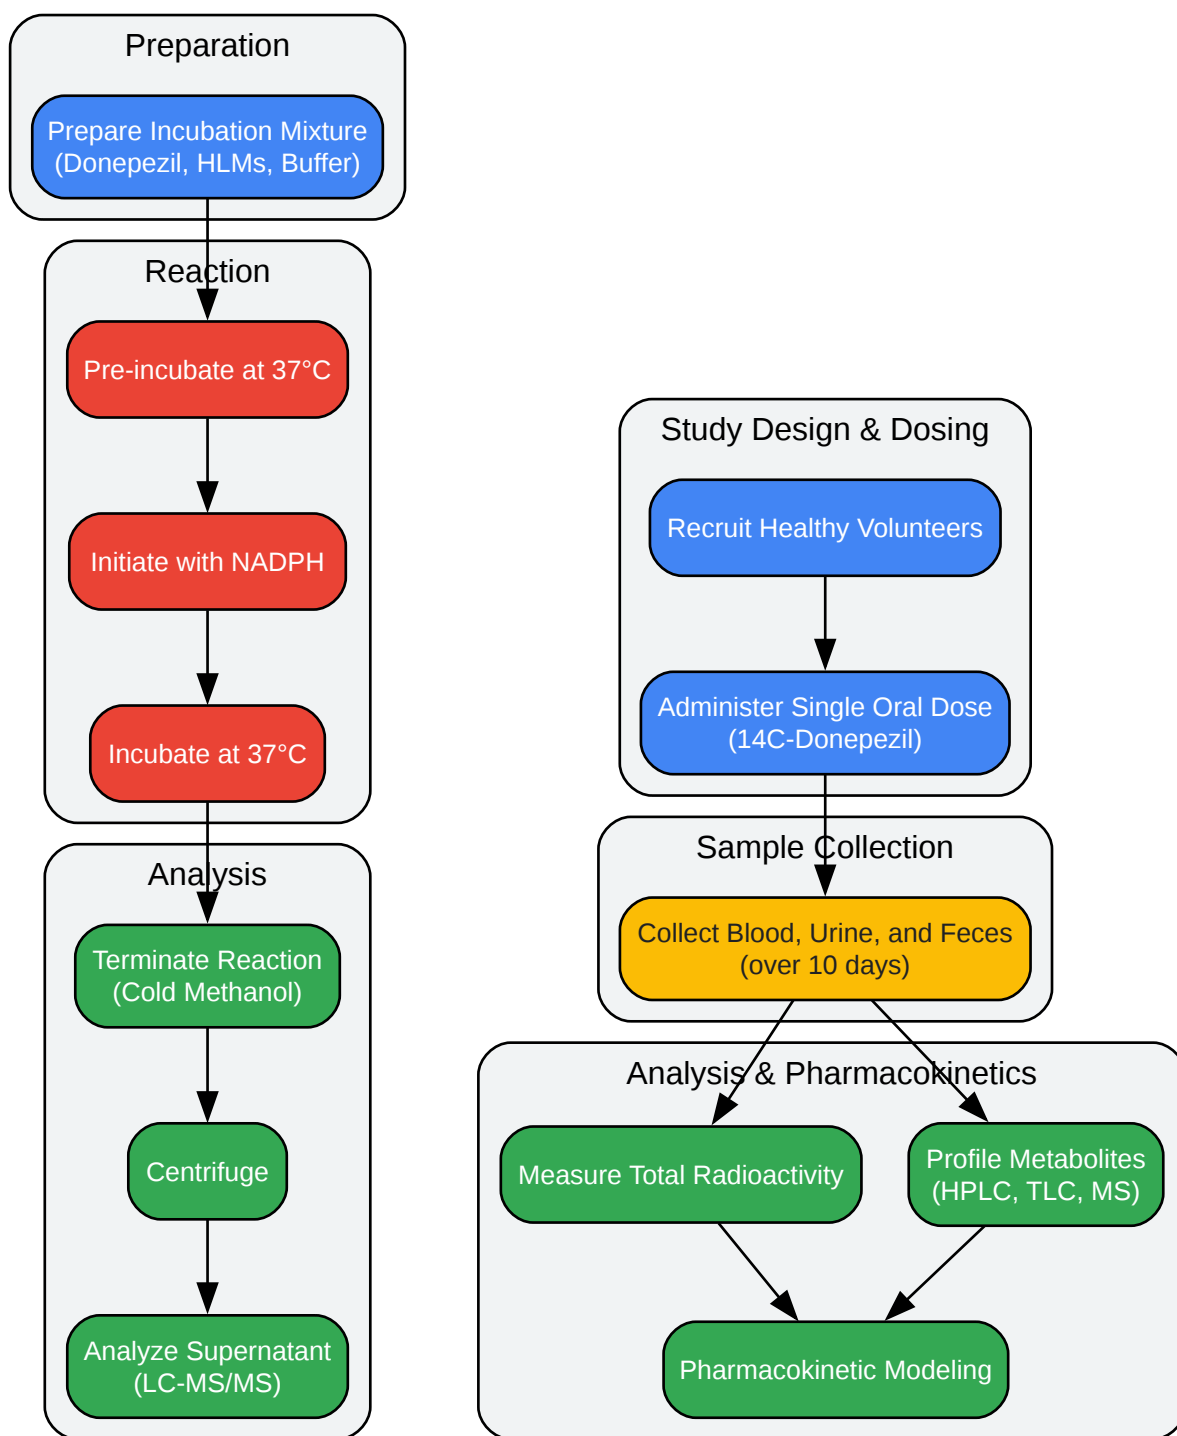 Preparation
Prepare Incubation Mixture
(Donepezil, HLMs, Buffer)
Reaction
Pre-incubate at 37°C
Initiate with NADPH
Incubate at 37°C
Analysis
Terminate Reaction
(Cold Methanol)
Centrifuge
Analyze Supernatant
(LC-MS/MS)
Study Design & Dosing
Recruit Healthy Volunteers
Administer Single Oral Dose
(14C-Donepezil)
Sample Collection
Collect Blood, Urine, and Feces
(over 10 days)
Analysis & Pharmacokinetics
Measure Total Radioactivity
Profile Metabolites
(HPLC, TLC, MS)
Pharmacokinetic Modeling